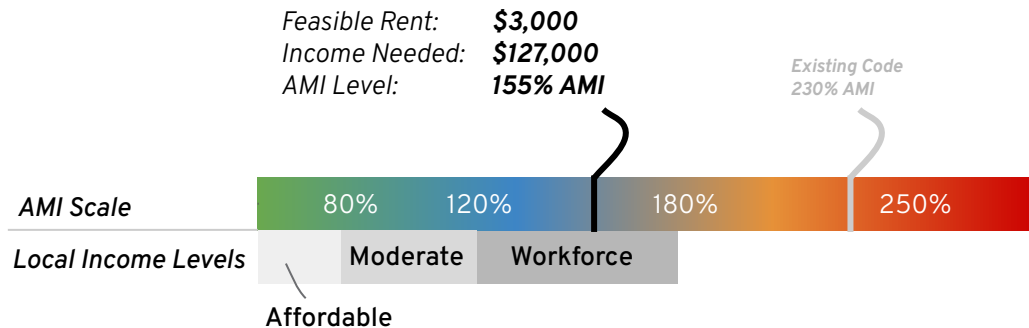 Feasible Rent: $3,000
Income Needed: $127,000
AMI Level: 155% AMI
Existing Code
230% AMI
AMI Scale 80% 120% 180% 250%
Local Income Levels Moderate Workforce
Affordable